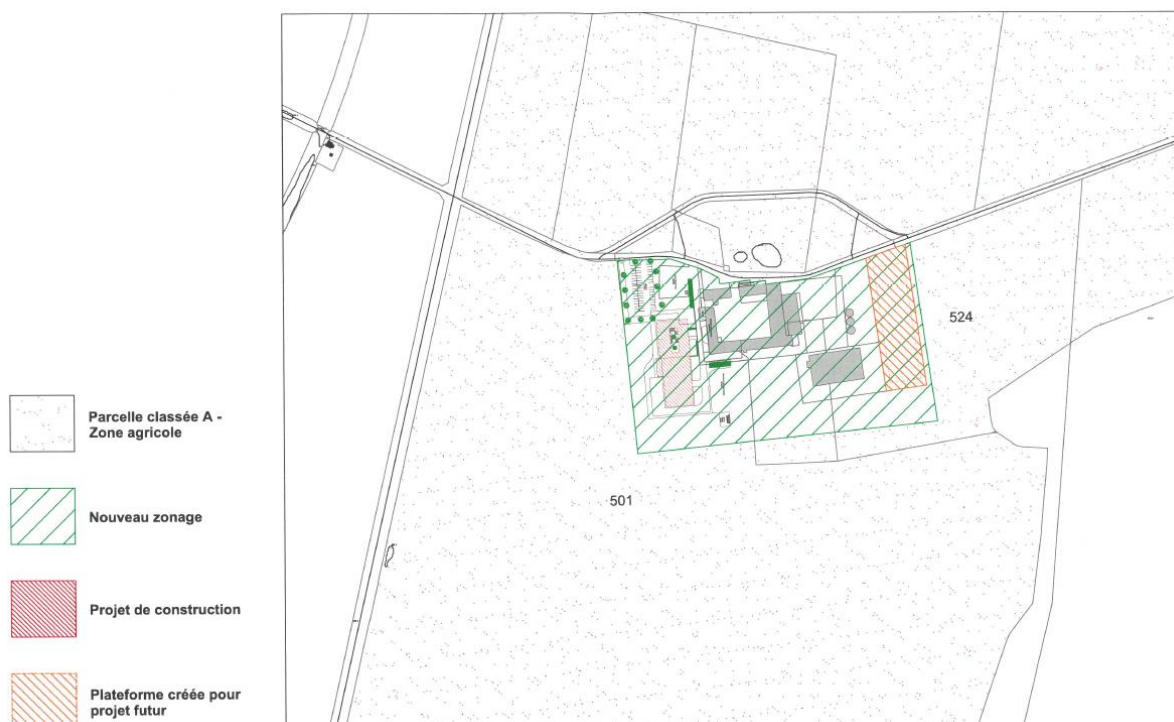 524
501
Parcelle classée A -
Zone agricole
Nouveau zonage
Projet de construction
Plateforme créée pour
projet futur